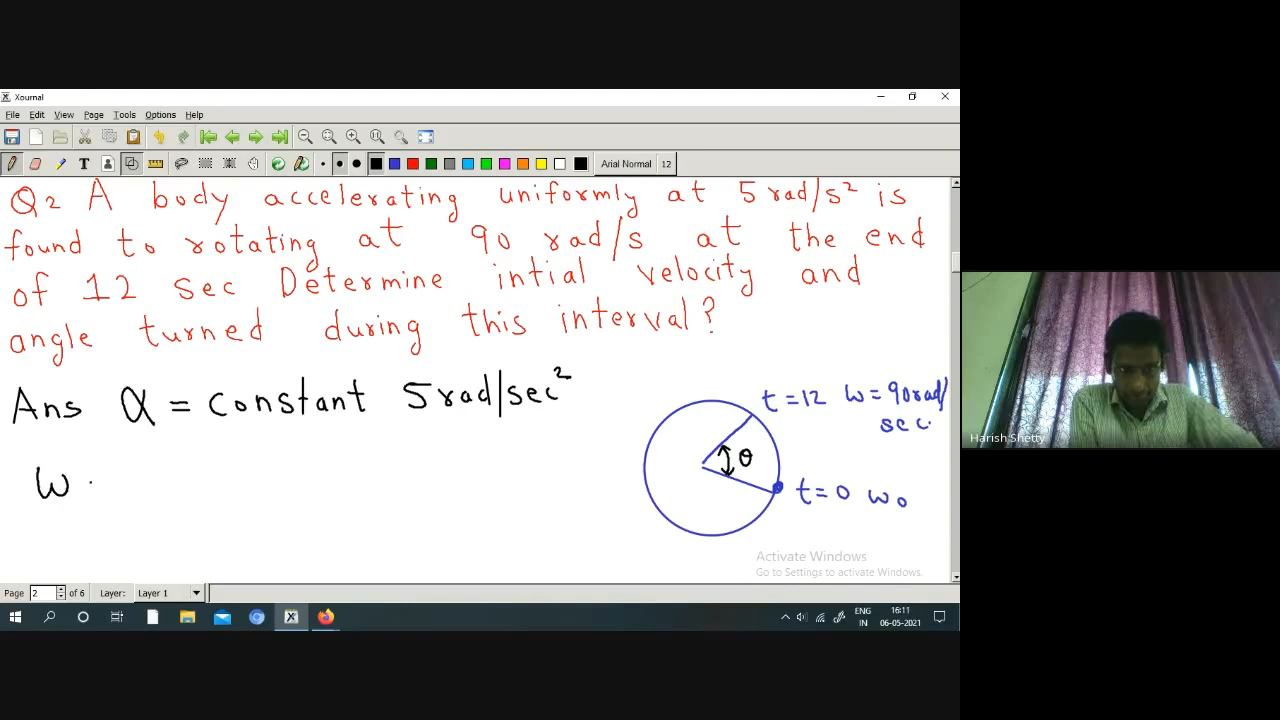 Xournal
File Edit View Page Tools Options Help
T Arial Normal 12
Q2 A body accelerating uniformly at 5 rad/s² is
found to rotating at 90 rad/s at the end
of 12 sec Determine intial velocity and
angle turned during this interval?
Ans α = constant 5 rad/sec²
t = 12 ω = 90 rad/
sec.
θ
ω
t = 0 ω0
Harish Shetty
Activate Windows
Go to Settings to activate Windows.
Page 2 of 6 Layer: Layer 1
ENG
IN
16:11
06-05-2021